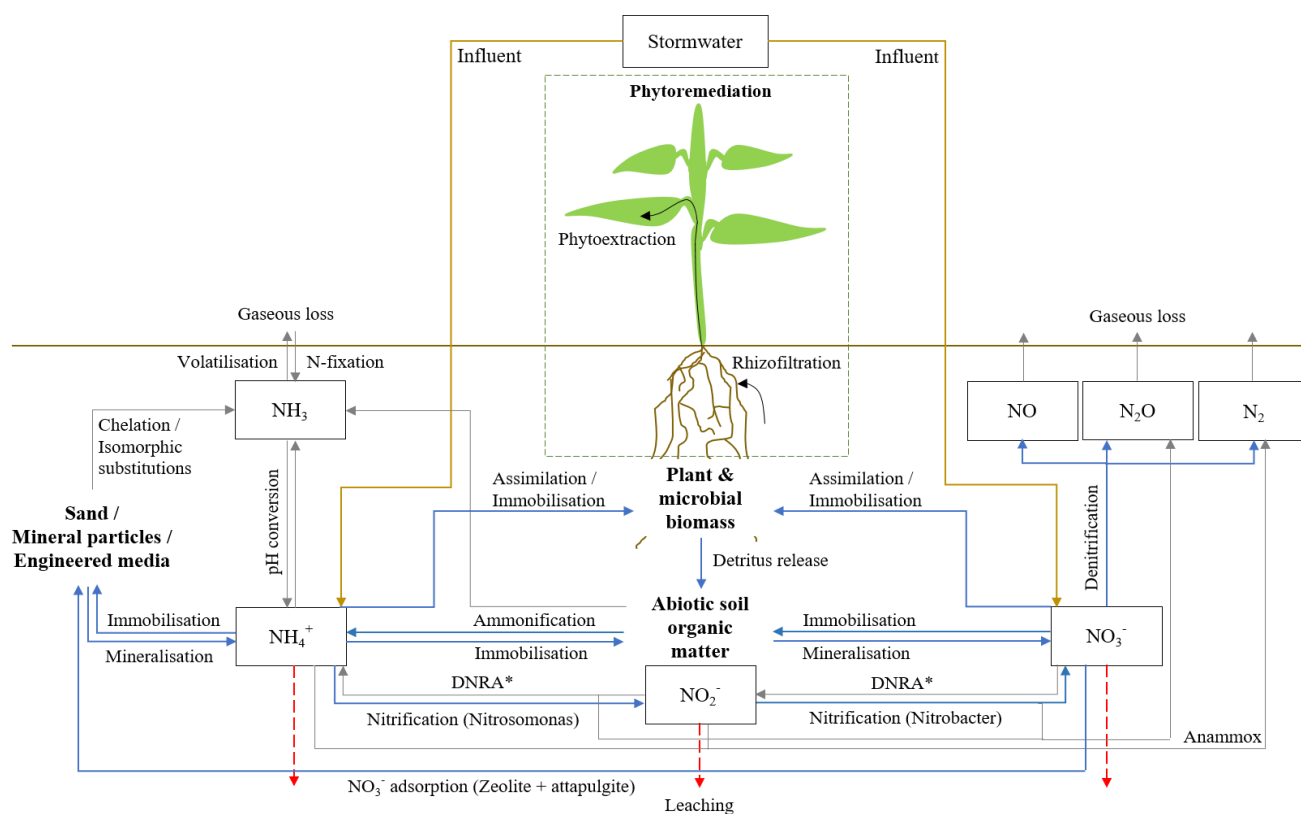 Stormwater
Influent
Influent
Phytoremediation
Phytoextraction
Gaseous loss
Gaseous loss
Volatilisation
N-fixation
Rhizofiltration
NH₃
NO
N₂O
N₂
Chelation /
Isomorphic
substitutions
Assimilation /
Immobilisation
Plant &
microbial
biomass
Assimilation /
Immobilisation
Sand /
Mineral particles /
Engineered media
pH conversion
Denitrification
Detritus release
Immobilisation
Mineralisation
NH₄⁺
Ammonification
Immobilisation
Abiotic soil
organic
matter
Immobilisation
Mineralisation
NO₃⁻
DNRA*
NO₂⁻
DNRA*
Nitrification (Nitrosomonas)
Nitrification (Nitrobacter)
Anammox
NO₃⁻ adsorption (Zeolite + attapulgite)
Leaching